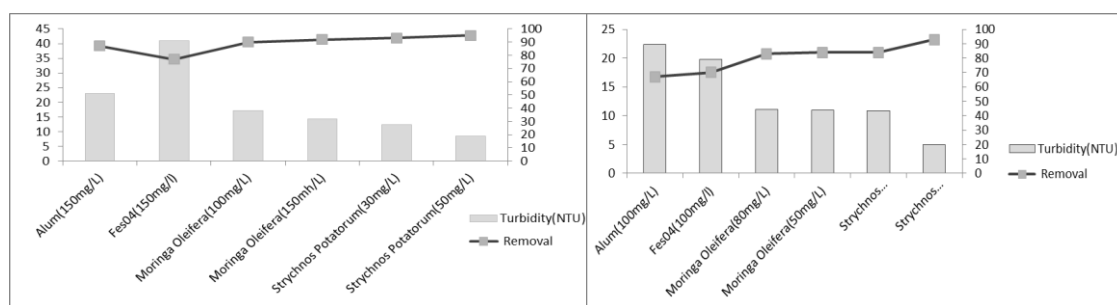 45
40
35
30
25
20
15
10
5
0
100
90
80
70
60
50
40
30
20
10
0
Alum(150mg/L)
Fes04(150mg/l)
Moringa Oleifera(100mg/L)
Moringa Oleifera(150mh/L)
Strychnos Potatorum(30mg/L)
Strychnos Potatorum(50mg/L)
Turbidity(NTU)
Removal
25
20
15
10
5
0
100
90
80
70
60
50
40
30
20
10
0
Alum(100mg/L)
Fes04(100mg/l)
Moringa Oleifera(80mg/L)
Moringa Oleifera(50mg/L)
Strychnos...
Strychnos...
Turbidity(NTU)
Removal